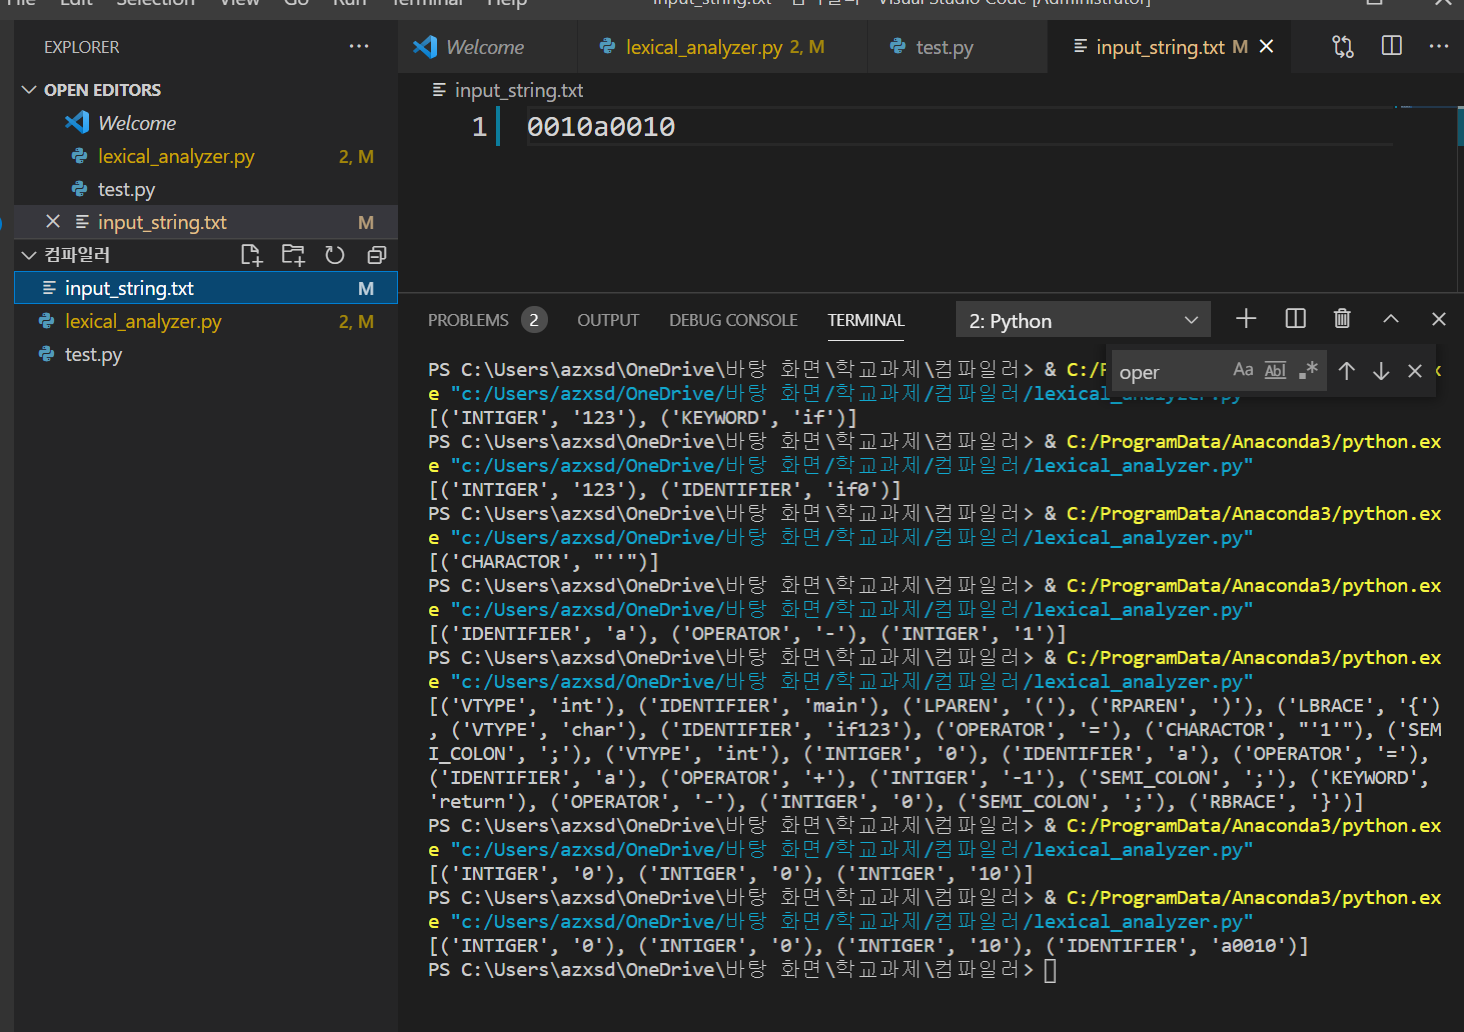 File Edit Selection View Go Run Terminal Help input_string.txt - 컴파일러 - Visual Studio Code [Administrator]
EXPLORER ···
OPEN EDITORS
Welcome
lexical_analyzer.py 2, M
test.py
input_string.txt M
컴파일러
input_string.txt M
lexical_analyzer.py 2, M
test.py
Welcome lexical_analyzer.py 2, M test.py input_string.txt M
input_string.txt
1 0010a0010
PROBLEMS 2 OUTPUT DEBUG CONSOLE TERMINAL 2: Python
oper Aa Abl .*
PS C:\Users\azxsd\OneDrive\바탕 화면\학교과제\컴파일러> & C:/
e "c:/Users/azxsd/OneDrive/바탕 화면/학교과제/컴파일러/lexical_analyzer.py"
[('INTIGER', '123'), ('KEYWORD', 'if')]
PS C:\Users\azxsd\OneDrive\바탕 화면\학교과제\컴파일러> & C:/ProgramData/Anaconda3/python.ex
e "c:/Users/azxsd/OneDrive/바탕 화면/학교과제/컴파일러/lexical_analyzer.py"
[('INTIGER', '123'), ('IDENTIFIER', 'if0')]
PS C:\Users\azxsd\OneDrive\바탕 화면\학교과제\컴파일러> & C:/ProgramData/Anaconda3/python.ex
e "c:/Users/azxsd/OneDrive/바탕 화면/학교과제/컴파일러/lexical_analyzer.py"
[('CHARACTOR', "''")]
PS C:\Users\azxsd\OneDrive\바탕 화면\학교과제\컴파일러> & C:/ProgramData/Anaconda3/python.ex
e "c:/Users/azxsd/OneDrive/바탕 화면/학교과제/컴파일러/lexical_analyzer.py"
[('IDENTIFIER', 'a'), ('OPERATOR', '-'), ('INTIGER', '1')]
PS C:\Users\azxsd\OneDrive\바탕 화면\학교과제\컴파일러> & C:/ProgramData/Anaconda3/python.ex
e "c:/Users/azxsd/OneDrive/바탕 화면/학교과제/컴파일러/lexical_analyzer.py"
[('VTYPE', 'int'), ('IDENTIFIER', 'main'), ('LPAREN', '('), ('RPAREN', ')'), ('LBRACE', '{')
, ('VTYPE', 'char'), ('IDENTIFIER', 'if123'), ('OPERATOR', '='), ('CHARACTOR', "'1'"), ('SEM
I_COLON', ';'), ('VTYPE', 'int'), ('INTIGER', '0'), ('IDENTIFIER', 'a'), ('OPERATOR', '='),
('IDENTIFIER', 'a'), ('OPERATOR', '+'), ('INTIGER', '-1'), ('SEMI_COLON', ';'), ('KEYWORD',
'return'), ('OPERATOR', '-'), ('INTIGER', '0'), ('SEMI_COLON', ';'), ('RBRACE', '}')]
PS C:\Users\azxsd\OneDrive\바탕 화면\학교과제\컴파일러> & C:/ProgramData/Anaconda3/python.ex
e "c:/Users/azxsd/OneDrive/바탕 화면/학교과제/컴파일러/lexical_analyzer.py"
[('INTIGER', '0'), ('INTIGER', '0'), ('INTIGER', '10')]
PS C:\Users\azxsd\OneDrive\바탕 화면\학교과제\컴파일러> & C:/ProgramData/Anaconda3/python.ex
e "c:/Users/azxsd/OneDrive/바탕 화면/학교과제/컴파일러/lexical_analyzer.py"
[('INTIGER', '0'), ('INTIGER', '0'), ('INTIGER', '10'), ('IDENTIFIER', 'a0010')]
PS C:\Users\azxsd\OneDrive\바탕 화면\학교과제\컴파일러>